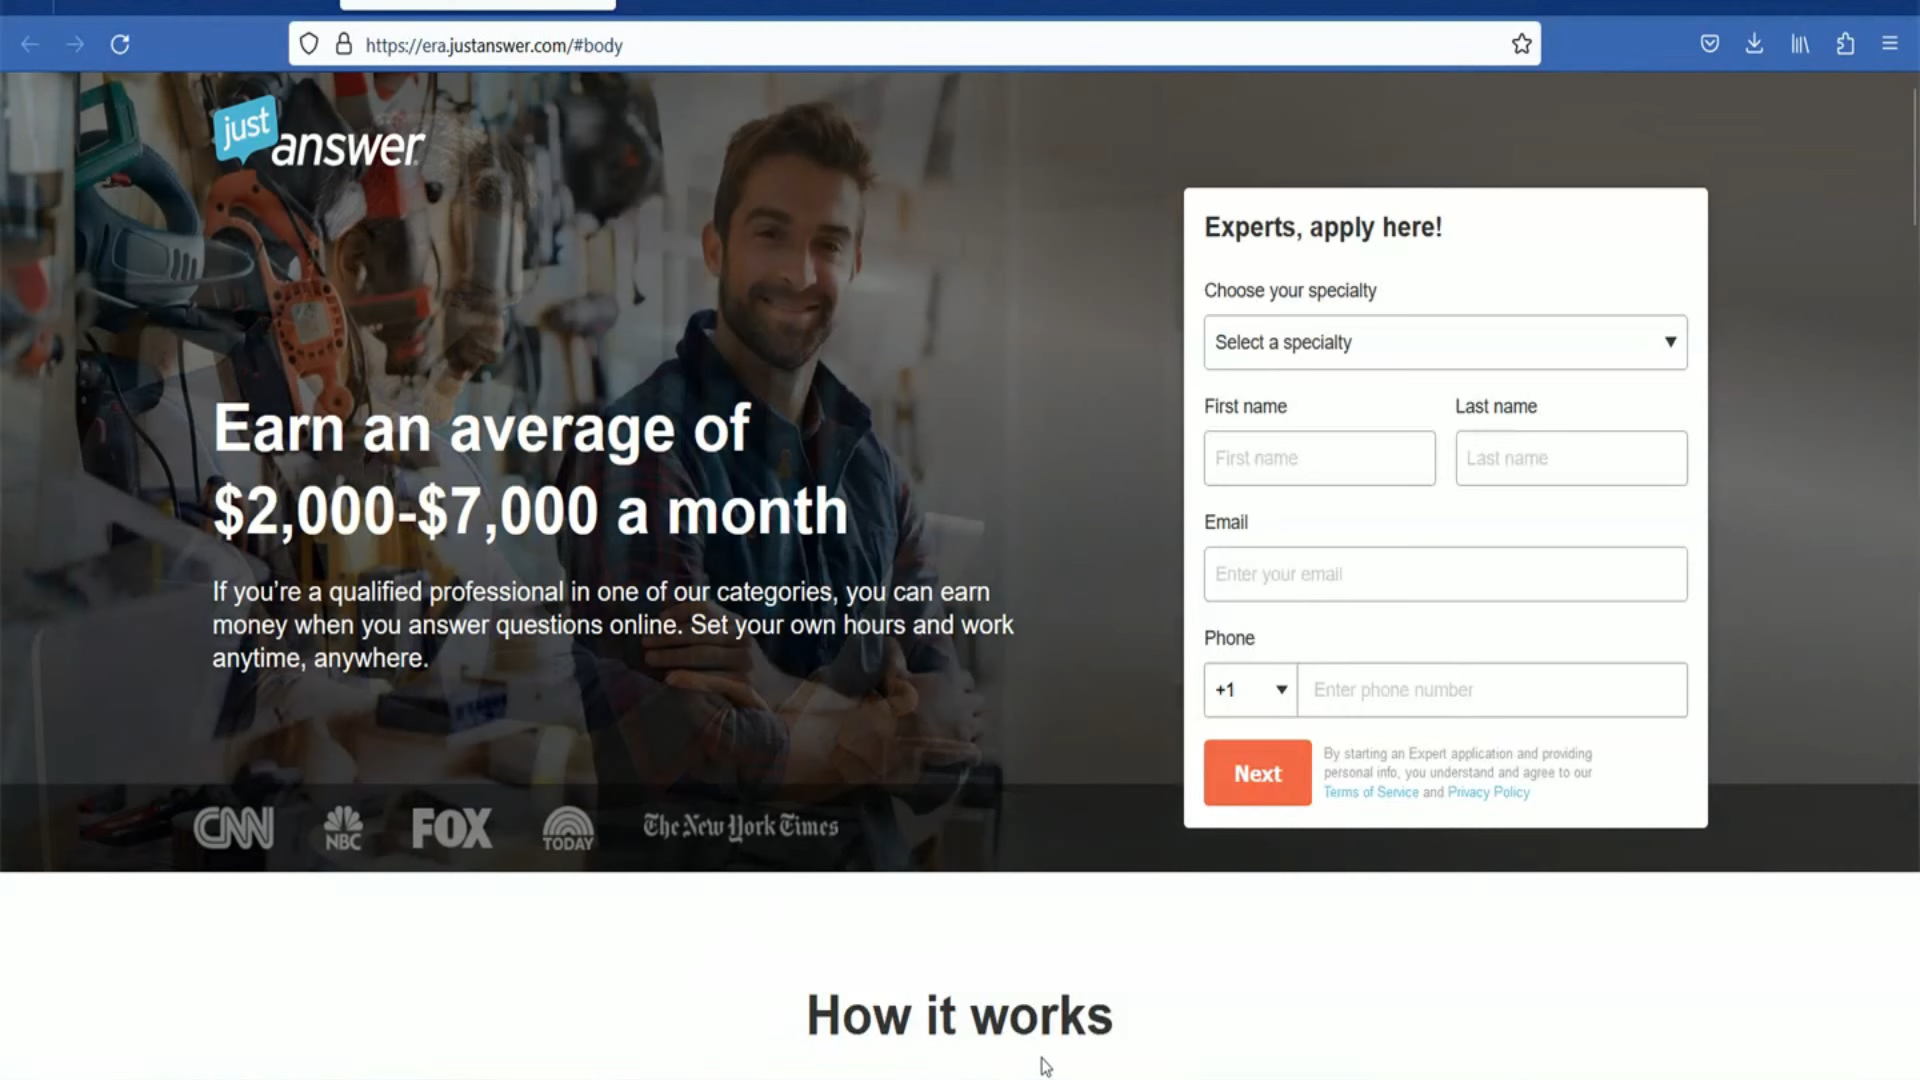 https://era.justanswer.com/#body
just
answer
Earn an average of
$2,000-$7,000 a month
If you’re a qualified professional in one of our categories, you can earn
money when you answer questions online. Set your own hours and work
anytime, anywhere.
CNN
NBC
FOX
TODAY
The New York Times
Experts, apply here!
Choose your specialty
Select a specialty
First name Last name
First name Last name
Email
Enter your email
Phone
+1 Enter phone number
Next
By starting an Expert application and providing
personal info, you understand and agree to our
Terms of Service and Privacy Policy
How it works